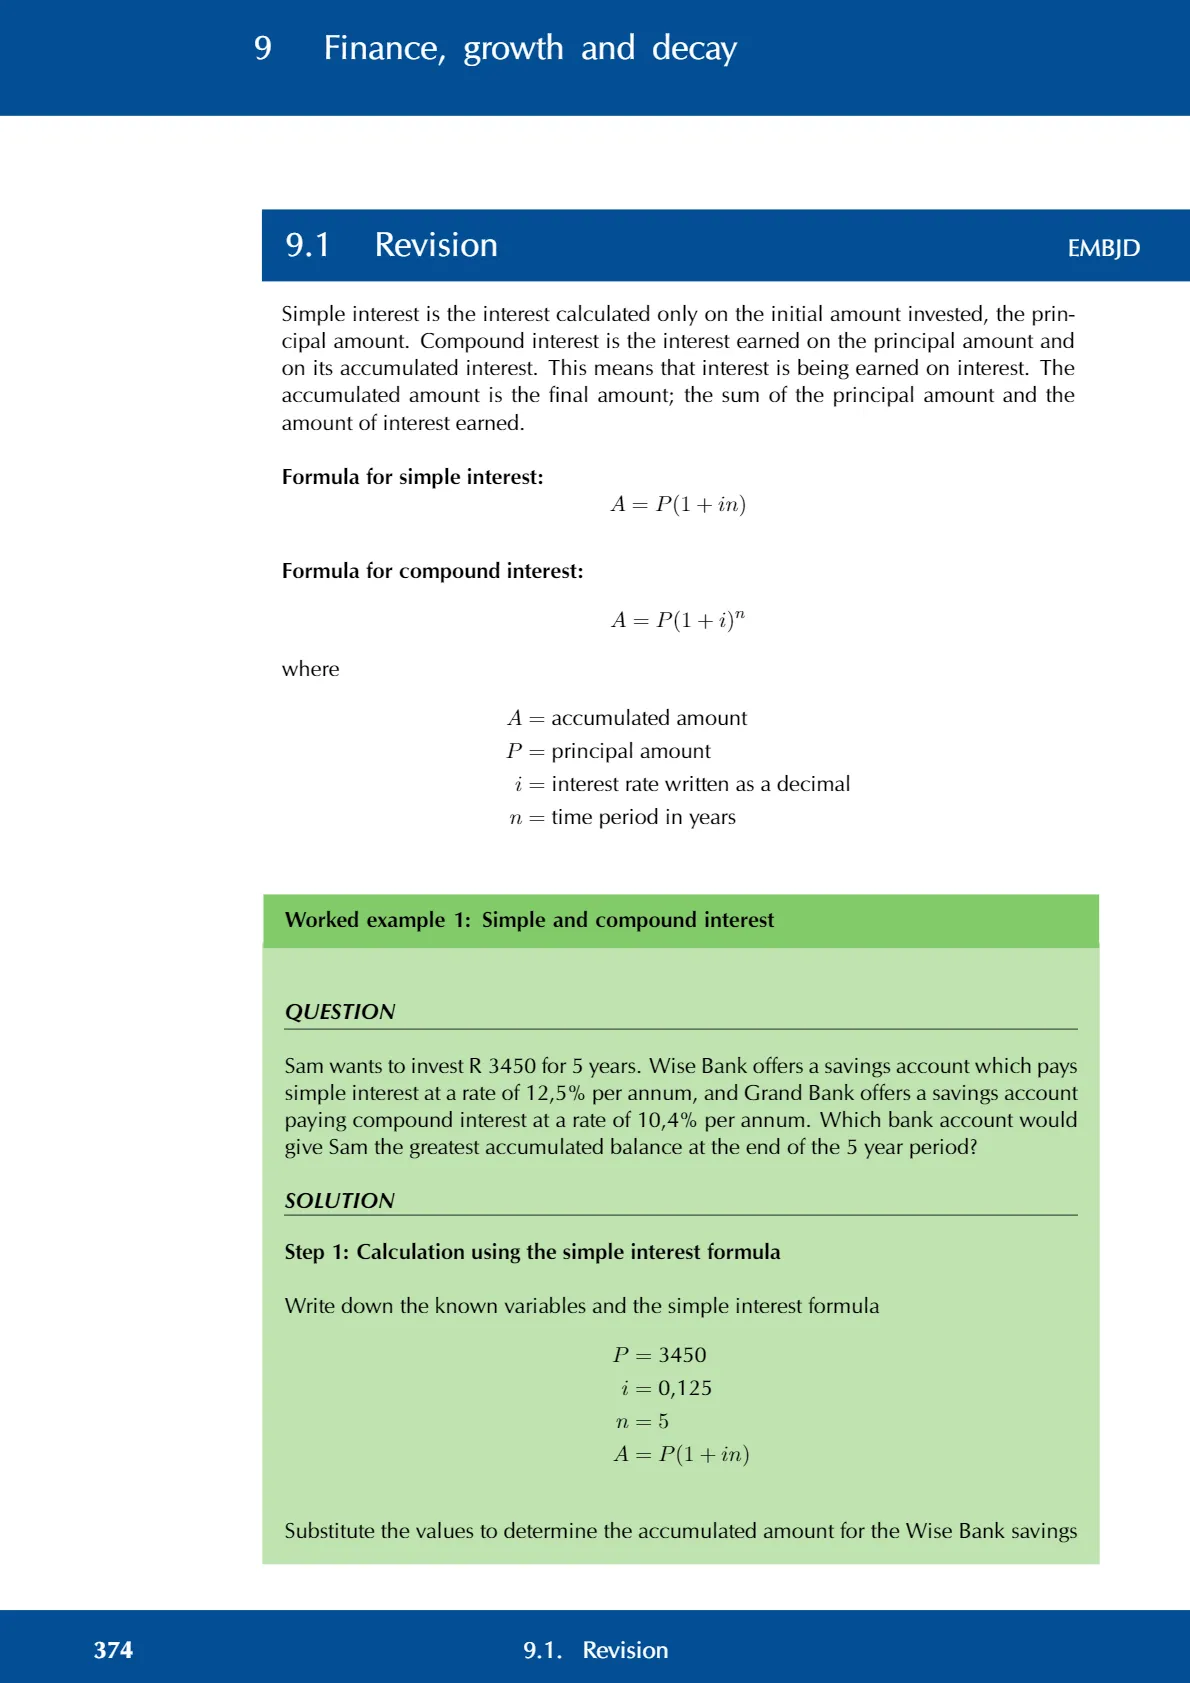 9 Finance, growth and decay
9.1 Revision EMBJD
Simple interest is the interest calculated only on the initial amount invested, the prin-
cipal amount. Compound interest is the interest earned on the principal amount and
on its accumulated interest. This means that interest is being earned on interest. The
accumulated amount is the final amount; the sum of the principal amount and the
amount of interest earned.
Formula for simple interest:
A = P(1 + in)
Formula for compound interest:
A = P(1 + i)ⁿ
where
A = accumulated amount
P = principal amount
i = interest rate written as a decimal
n = time period in years
Worked example 1: Simple and compound interest
QUESTION
Sam wants to invest R 3450 for 5 years. Wise Bank offers a savings account which pays
simple interest at a rate of 12,5% per annum, and Grand Bank offers a savings account
paying compound interest at a rate of 10,4% per annum. Which bank account would
give Sam the greatest accumulated balance at the end of the 5 year period?
SOLUTION
Step 1: Calculation using the simple interest formula
Write down the known variables and the simple interest formula
P = 3450
i = 0,125
n = 5
A = P(1 + in)
Substitute the values to determine the accumulated amount for the Wise Bank savings
374 9.1. Revision